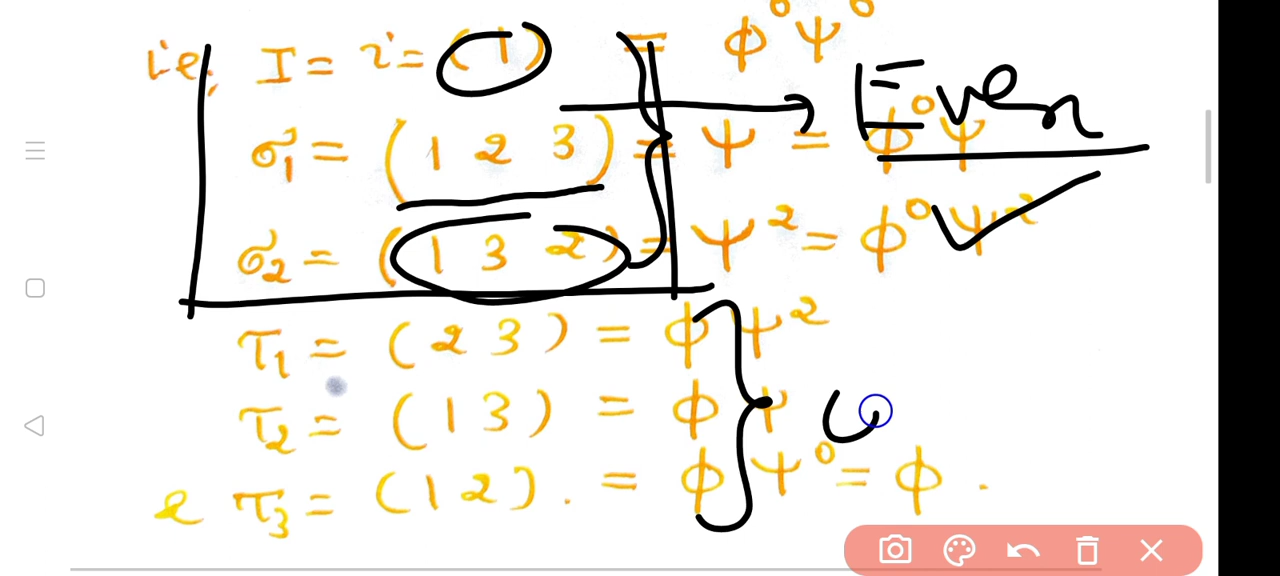 i.e. I = i = (1) = φ⁰ψ⁰
σ₁ = (1 2 3) = ψ = φ⁰ψ
Even
σ₂ = (1 3 2) = ψ² = φ⁰ψ²
τ₁ = (2 3) = φψ²
τ₂ = (1 3) = φψ
& τ₃ = (1 2). = φψ⁰ = φ.